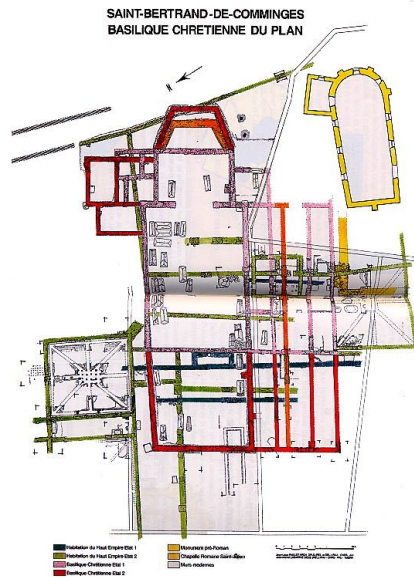 SAINT-BERTRAND-DE-COMMINGES
BASILIQUE CHRETIENNE DU PLAN
Habitation du Haut Empire Etat 1
Habitation du Haut Empire Etat 2
Basilique Chrétienne Etat 1
Basilique Chrétienne Etat 2
Monument pré-Roman
Chapelle Romane Saint-Julien
Murs modernes